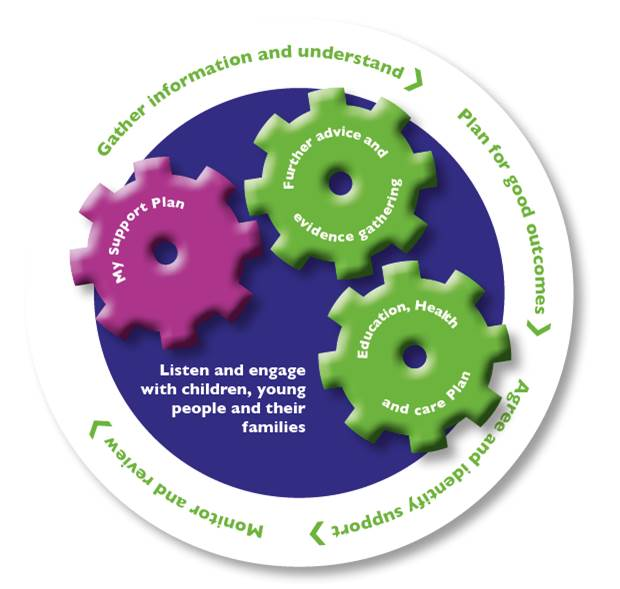 Gather information and understand
Plan for good outcomes
Agree and identify support
Monitor and review
My Support Plan
Further advice and
evidence gathering
Education, Health
and care Plan
Listen and engage
with children, young
people and their
families